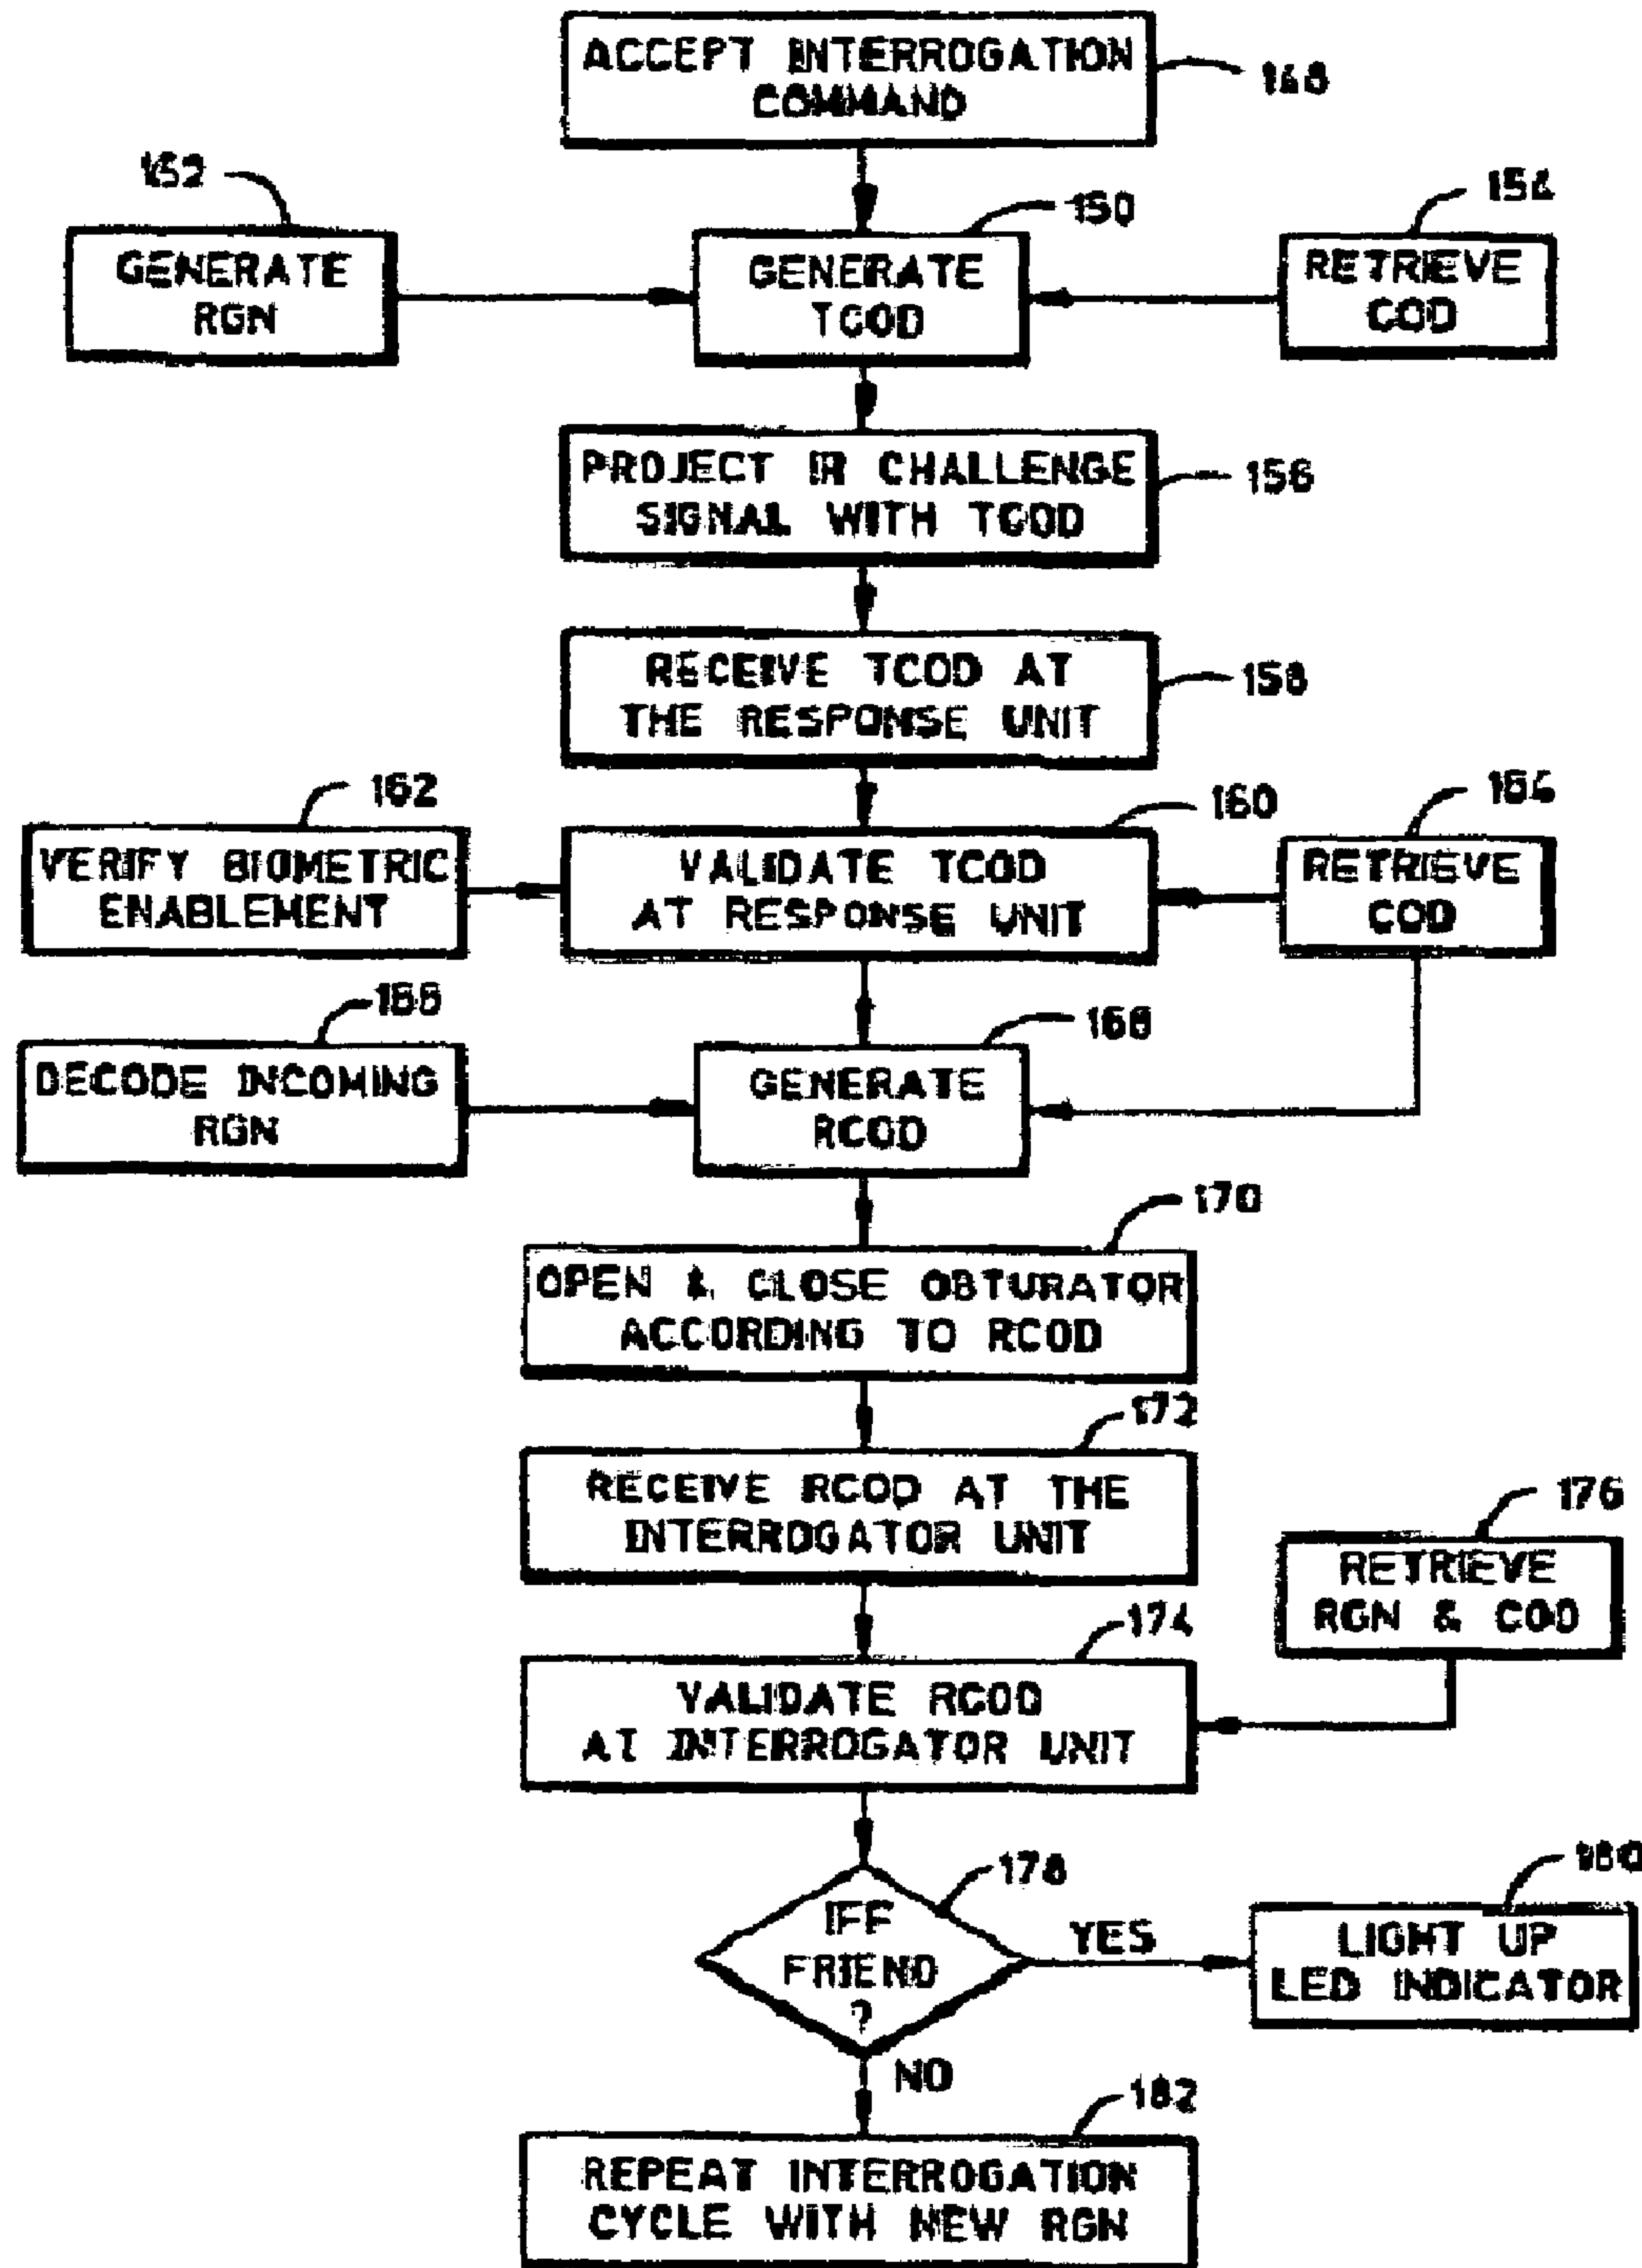 ACCEPT INTERROGATION
COMMAND
148
152
150
154
GENERATE
RGN
GENERATE
TCOD
RETRIEVE
COD
PROJECT IR CHALLENGE
SIGNAL WITH TCOD
156
RECEIVE TCOD AT
THE RESPONSE UNIT
158
162
160
164
VERIFY BIOMETRIC
ENABLEMENT
VALIDATE TCOD
AT RESPONSE UNIT
RETRIEVE
COD
166
168
DECODE INCOMING
RGN
GENERATE
RCOD
170
OPEN & CLOSE OBTURATOR
ACCORDING TO RCOD
172
RECEIVE RCOD AT THE
INTERROGATOR UNIT
176
RETRIEVE
RGN & COD
174
VALIDATE RCOD
AT INTERROGATOR UNIT
178
180
IFF
FRIEND
?
YES
LIGHT UP
LED INDICATOR
NO
182
REPEAT INTERROGATION
CYCLE WITH NEW RGN